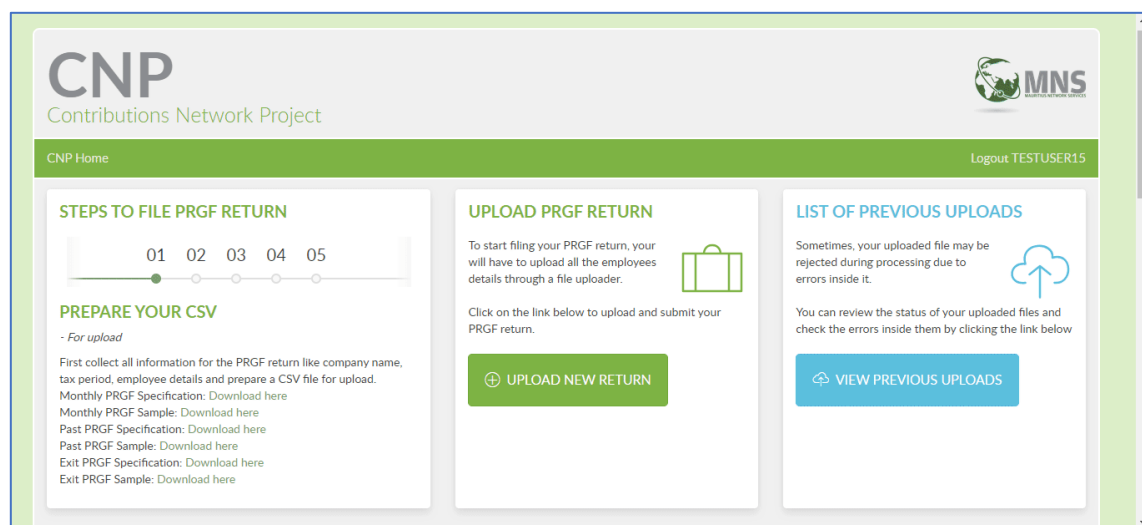 CNP
Contributions Network Project
MNS
MAURITIUS NETWORK SERVICES
CNP Home
Logout TESTUSER15
STEPS TO FILE PRGF RETURN
01 02 03 04 05
PREPARE YOUR CSV
- For upload
First collect all information for the PRGF return like company name,
tax period, employee details and prepare a CSV file for upload.
Monthly PRGF Specification: Download here
Monthly PRGF Sample: Download here
Past PRGF Specification: Download here
Past PRGF Sample: Download here
Exit PRGF Specification: Download here
Exit PRGF Sample: Download here
UPLOAD PRGF RETURN
To start filing your PRGF return, your
will have to upload all the employees
details through a file uploader.
Click on the link below to upload and submit your
PRGF return.
UPLOAD NEW RETURN
LIST OF PREVIOUS UPLOADS
Sometimes, your uploaded file may be
rejected during processing due to
errors inside it.
You can review the status of your uploaded files and
check the errors inside them by clicking the link below
VIEW PREVIOUS UPLOADS